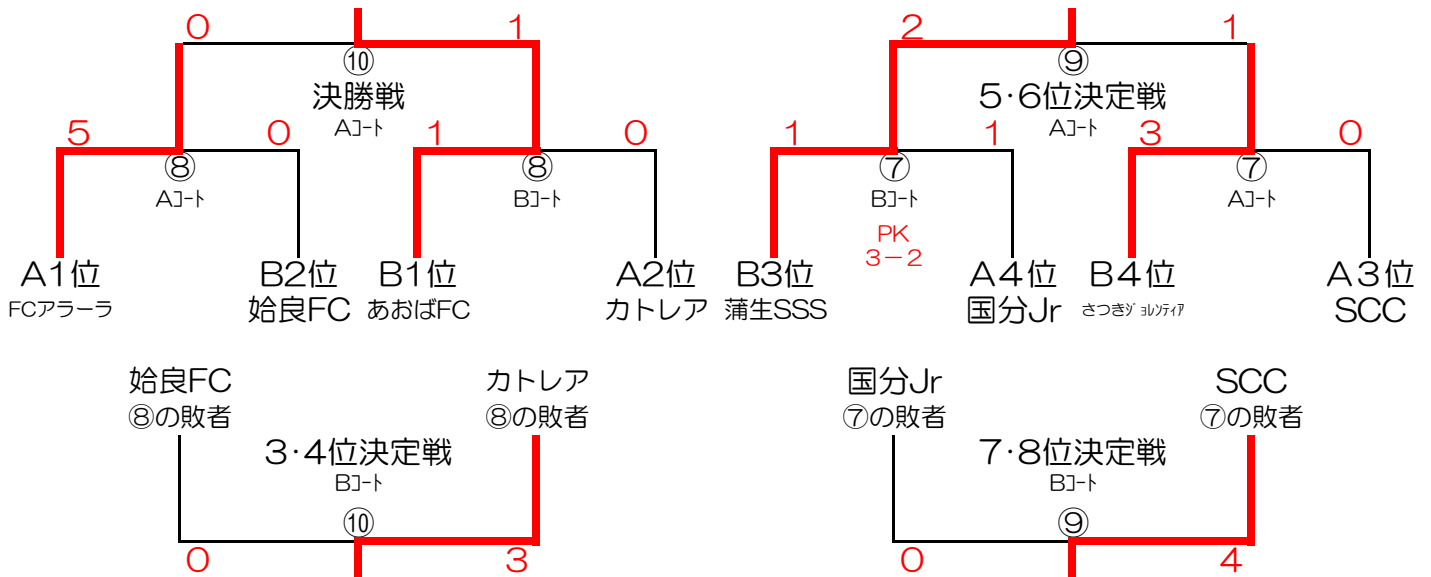 0 1 2 1
⑩ ⑨
決勝戦 5・6位決定戦
Aコート Aコート
5 0 1 0 1 1 3 0
⑧ ⑧ ⑦ ⑦
Aコート Bコート Bコート Aコート
PK
3−2
A1位 B2位 B1位 A2位 B3位 A4位 B4位 A3位
FCアラーラ 姶良FC あおばFC カトレア 蒲生SSS 国分Jr さつきジョレンティア SCC
姶良FC カトレア 国分Jr SCC
⑧の敗者 ⑧の敗者 ⑦の敗者 ⑦の敗者
3・4位決定戦 7・8位決定戦
Bコート Bコート
⑩ ⑨
0 3 0 4